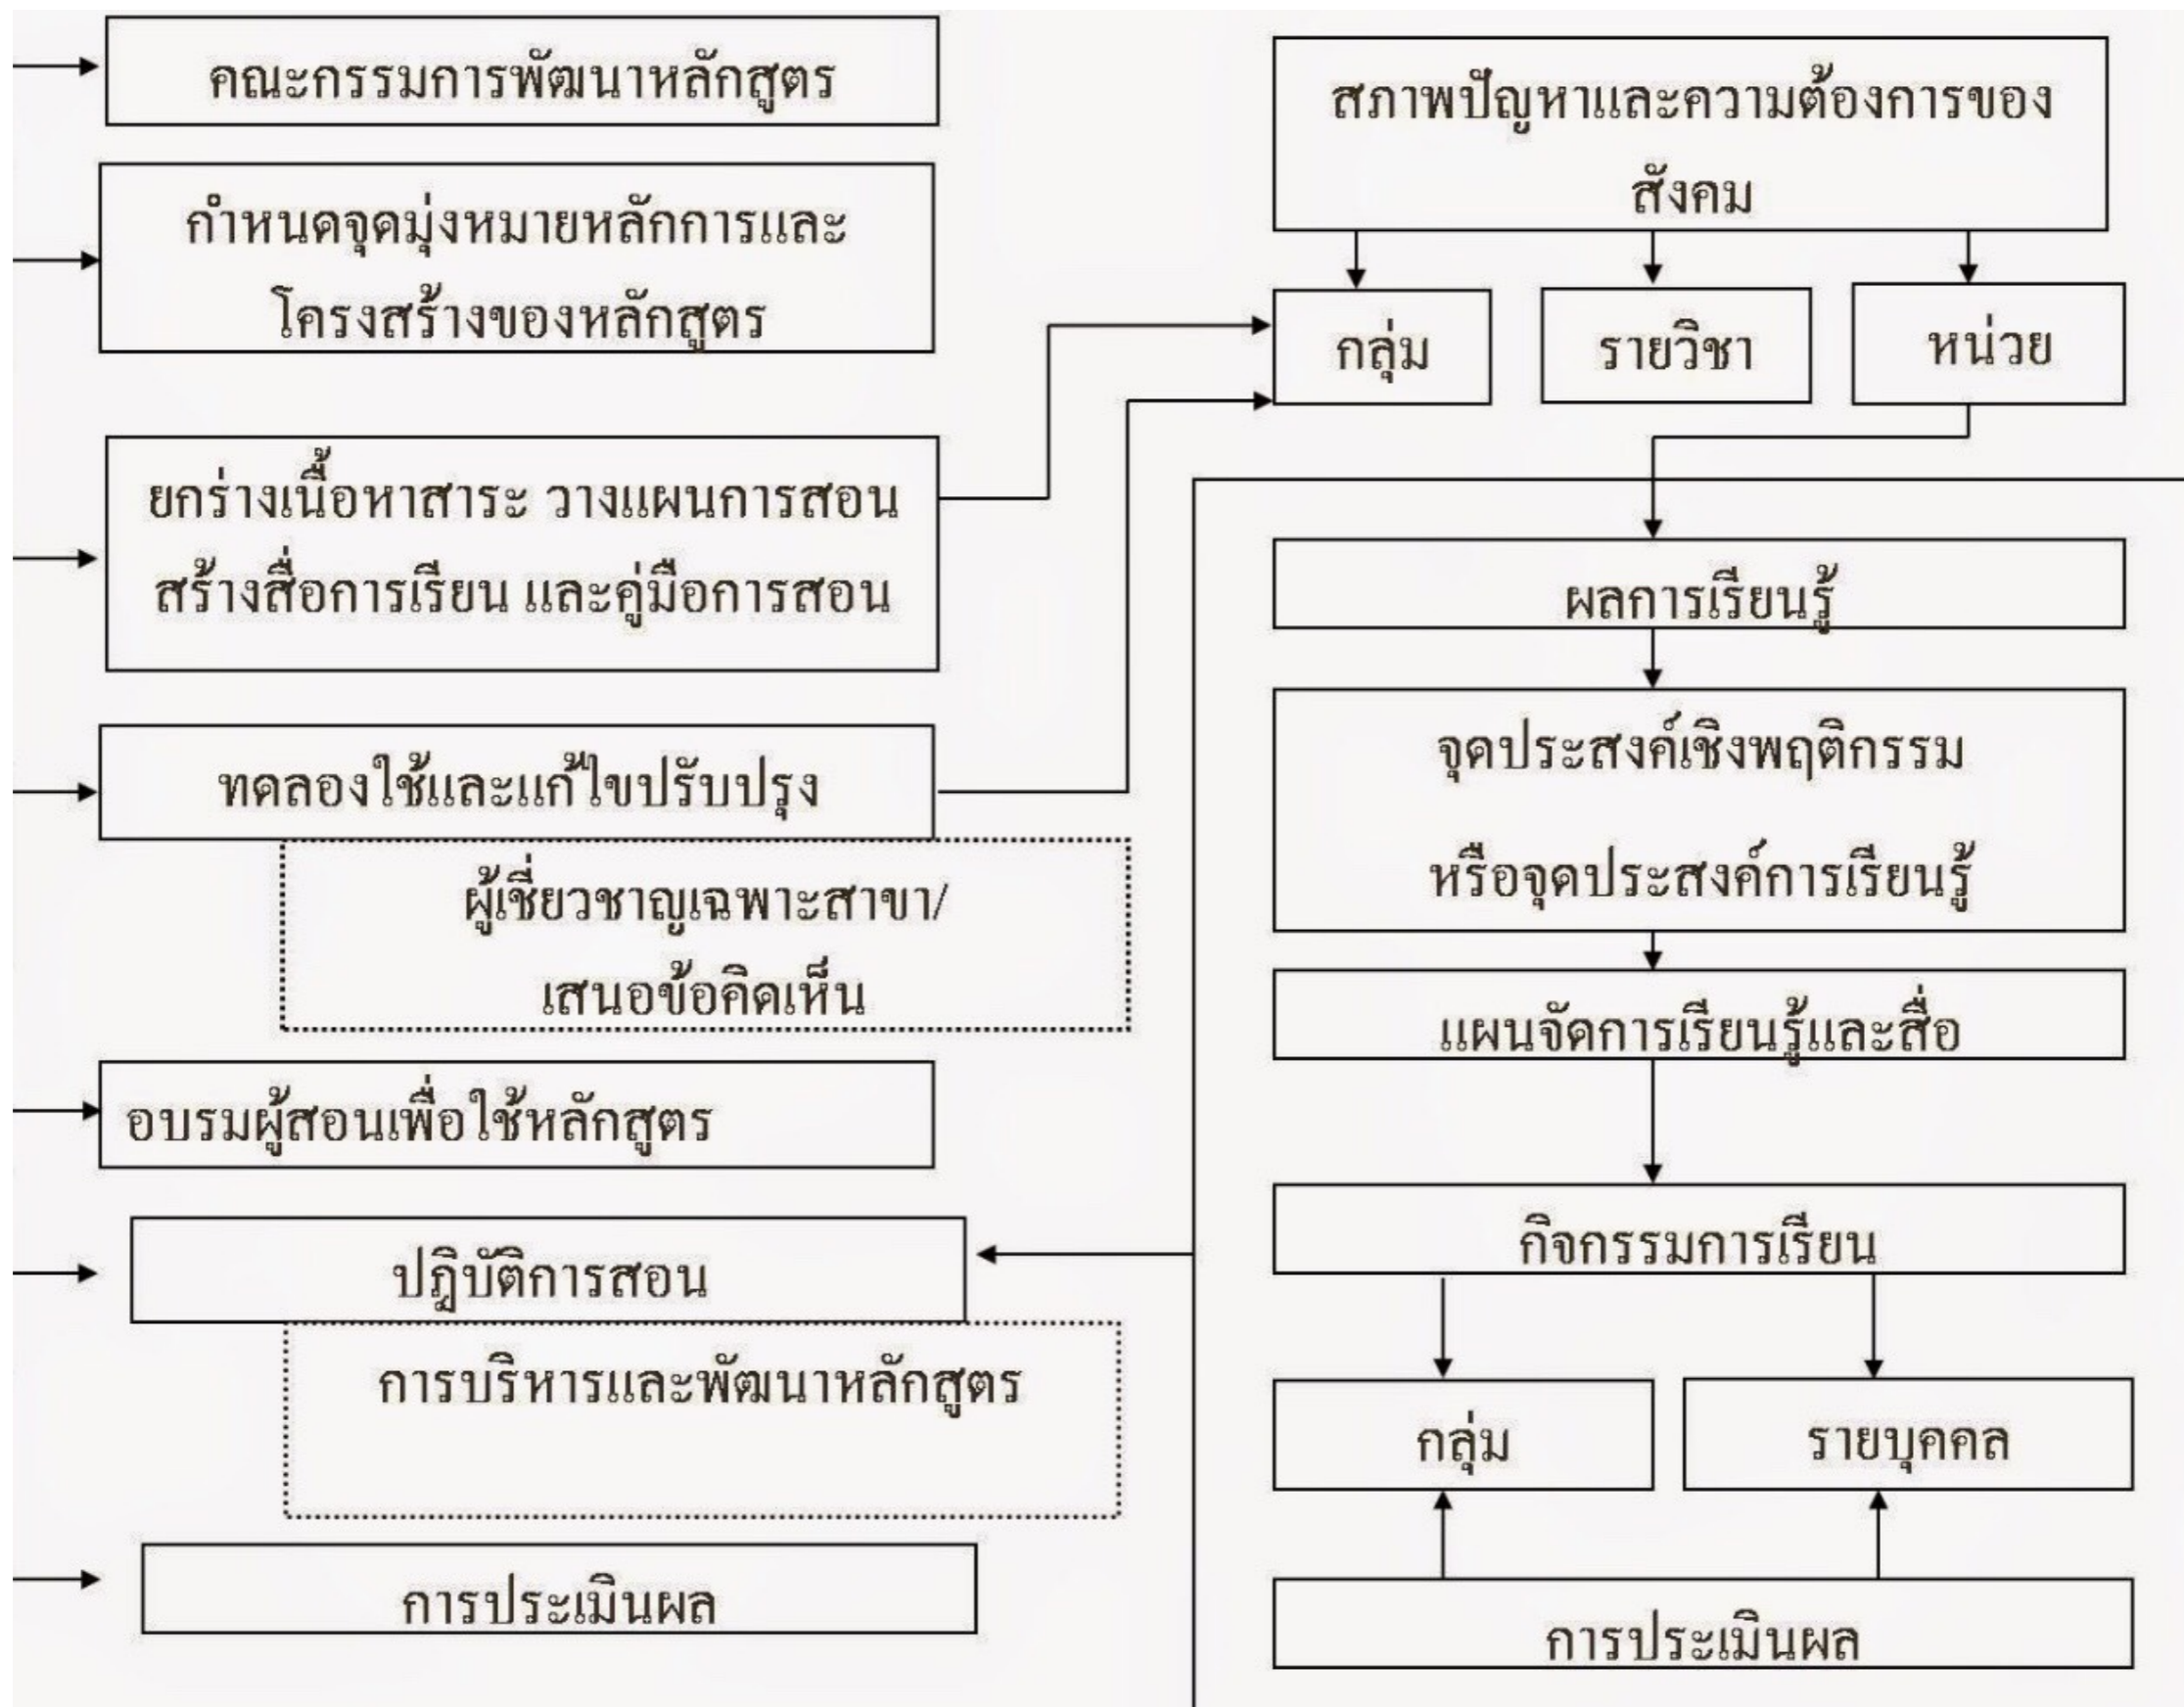 คณะกรรมการพัฒนาหลักสูตร
กำหนดจุดมุ่งหมายหลักการและ
โครงสร้างของหลักสูตร
ยกร่างเนื้อหาสาระ วางแผนการสอน
สร้างสื่อการเรียน และคู่มือการสอน
ทดลองใช้และแก้ไขปรับปรุง
ผู้เชี่ยวชาญเฉพาะสาขา/
เสนอข้อคิดเห็น
อบรมผู้สอนเพื่อใช้หลักสูตร
ปฏิบัติการสอน
การบริหารและพัฒนาหลักสูตร
การประเมินผล
สภาพปัญหาและความต้องการของ
สังคม
กลุ่ม
รายวิชา
หน่วย
ผลการเรียนรู้
จุดประสงค์เชิงพฤติกรรม
หรือจุดประสงค์การเรียนรู้
แผนจัดการเรียนรู้และสื่อ
กิจกรรมการเรียน
กลุ่ม
รายบุคคล
การประเมินผล